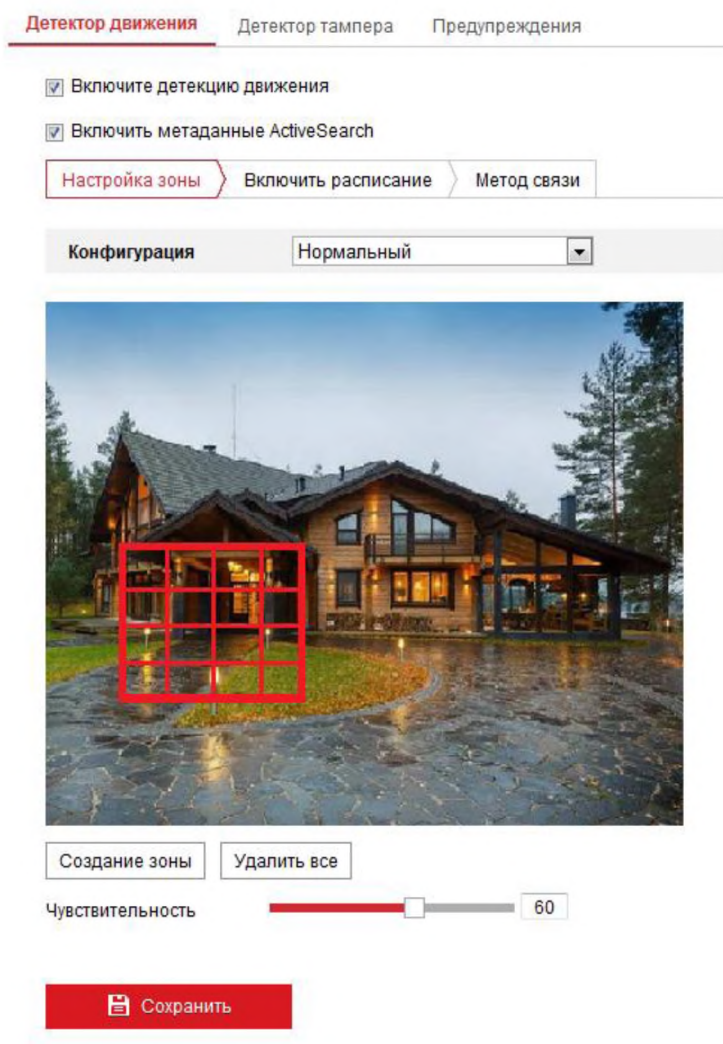 Детектор движения Детектор тампера Предупреждения
Включите детекцию движения
Включить метаданные ActiveSearch
Настройка зоны Включить расписание Метод связи
Конфигурация Нормальный
Создание зоны Удалить все
Чувствительность 60
Сохранить